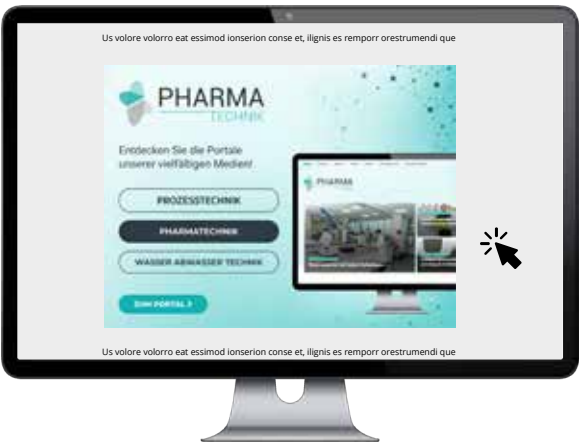 Us volore volorro eat essimod ionserion conse et, ilignis es remporr orestrumendi que
PHARMA
TECHNIK
Entdecken Sie die Portale
unserer vielfältigen Medien!
PROZESSTECHNIK
PHARMATECHNIK
WASSER ABWASSER TECHNIK
ZUM PORTAL
PHARMA
Us volore volorro eat essimod ionserion conse et, ilignis es remporr orestrumendi que